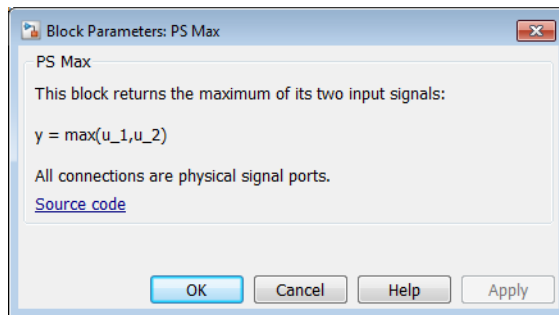 Block Parameters: PS Max
PS Max
This block returns the maximum of its two input signals:
y = max(u_1,u_2)
All connections are physical signal ports.
Source code
OK Cancel Help Apply